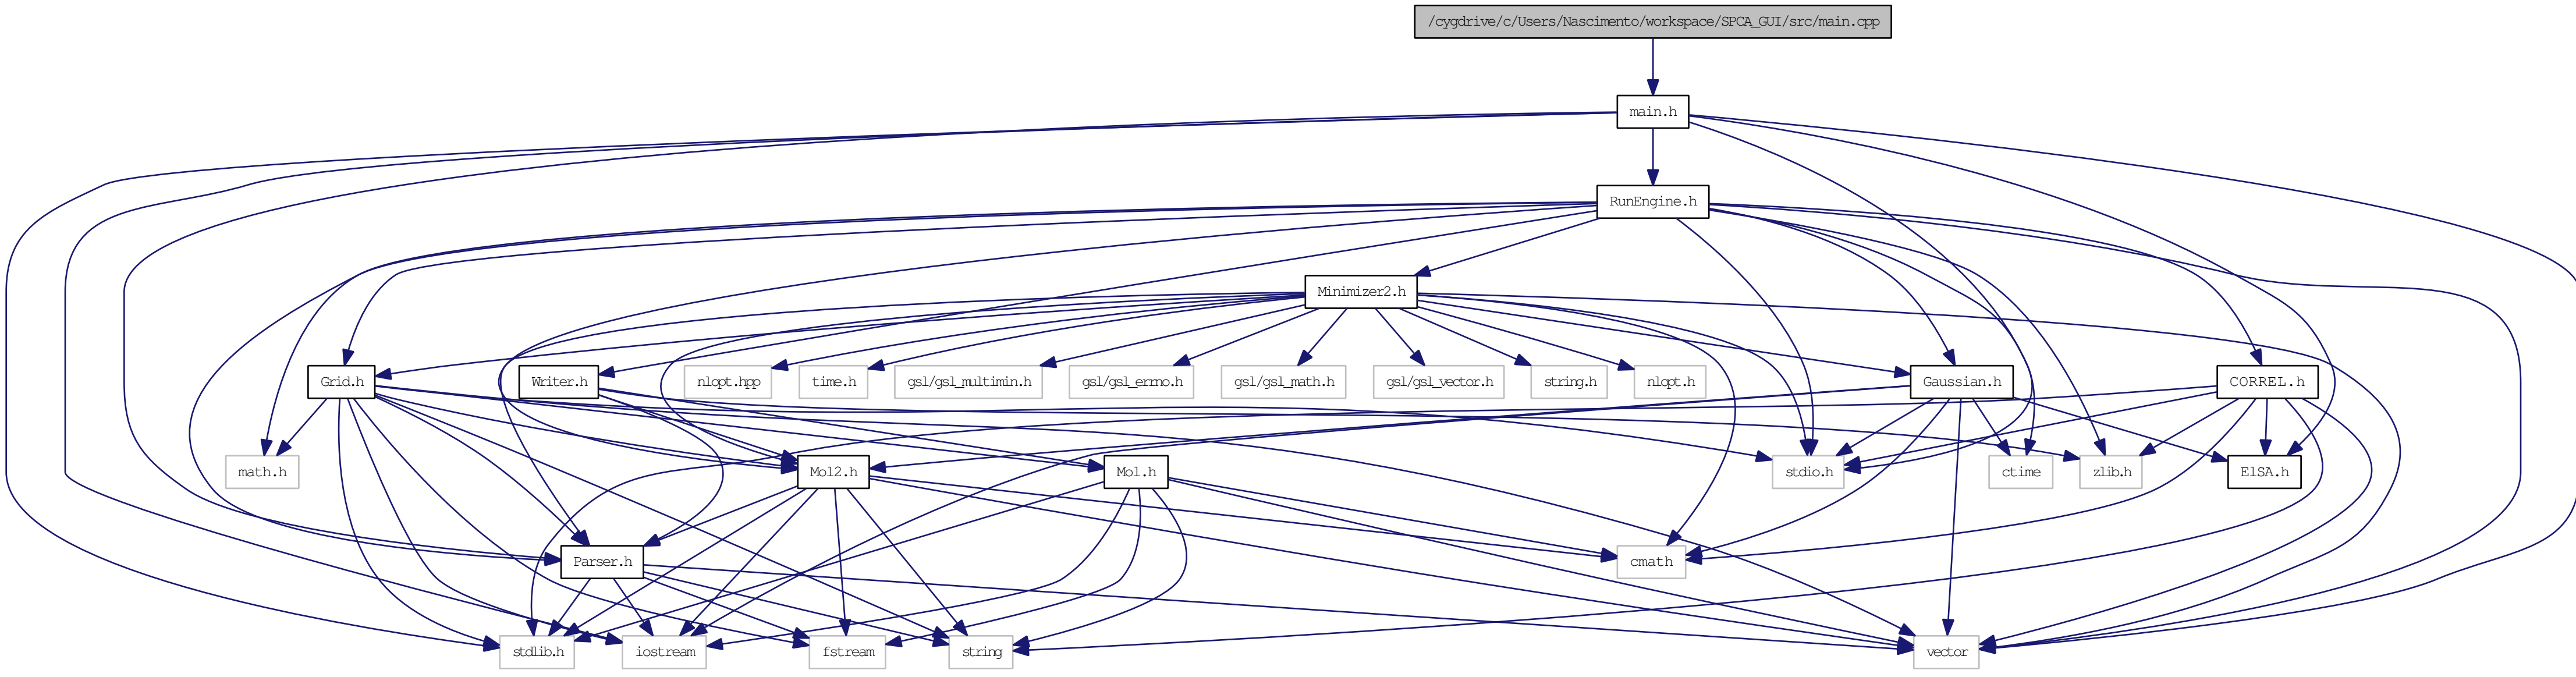 /cygdrive/c/Users/Nascimento/workspace/SPCA_GUI/src/main.cpp
main.h
RunEngine.h
Minimizer2.h
Grid.h
Writer.h
nlopt.hpp
time.h
gsl/gsl_multimin.h
gsl/gsl_errno.h
gsl/gsl_math.h
gsl/gsl_vector.h
string.h
nlopt.h
Gaussian.h
CORREL.h
math.h
Mol2.h
Mol.h
stdio.h
ctime
zlib.h
ElSA.h
Parser.h
cmath
stdlib.h
iostream
fstream
string
vector